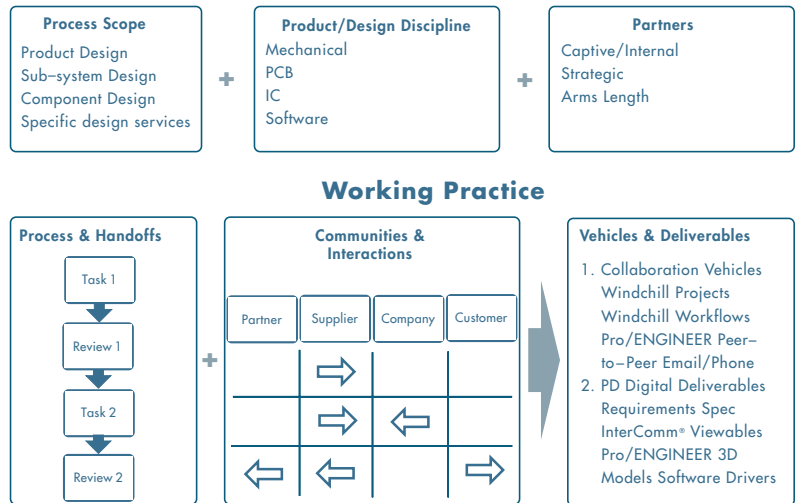 Process Scope
Product Design
Sub–system Design
Component Design
Specific design services
+
Product/Design Discipline
Mechanical
PCB
IC
Software
+
Partners
Captive/Internal
Strategic
Arms Length
Working Practice
Process & Handoffs
Task 1
Review 1
Task 2
Review 2
+
Communities &
Interactions
Partner
Supplier
Company
Customer
Vehicles & Deliverables
1. Collaboration Vehicles
Windchill Projects
Windchill Workflows
Pro/ENGINEER Peer–
to–Peer Email/Phone
2. PD Digital Deliverables
Requirements Spec
InterComm® Viewables
Pro/ENGINEER 3D
Models Software Drivers